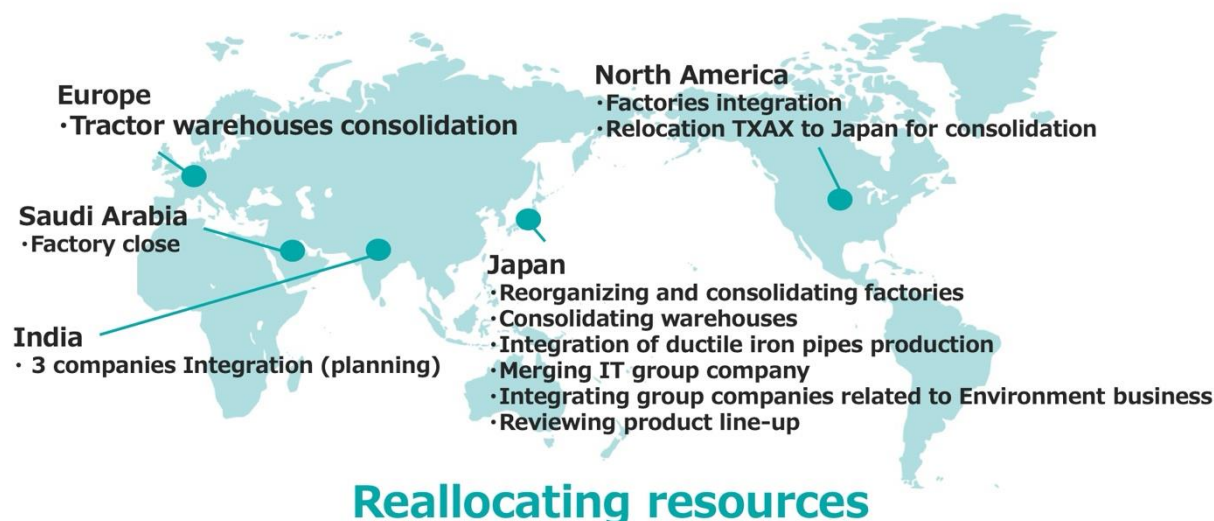 Europe
・Tractor warehouses consolidation
Saudi Arabia
・Factory close
India
・ 3 companies Integration (planning)
North America
・Factories integration
・Relocation TXAX to Japan for consolidation
Japan
・Reorganizing and consolidating factories
・Consolidating warehouses
・Integration of ductile iron pipes production
・Merging IT group company
・Integrating group companies related to Environment business
・Reviewing product line-up
Reallocating resources